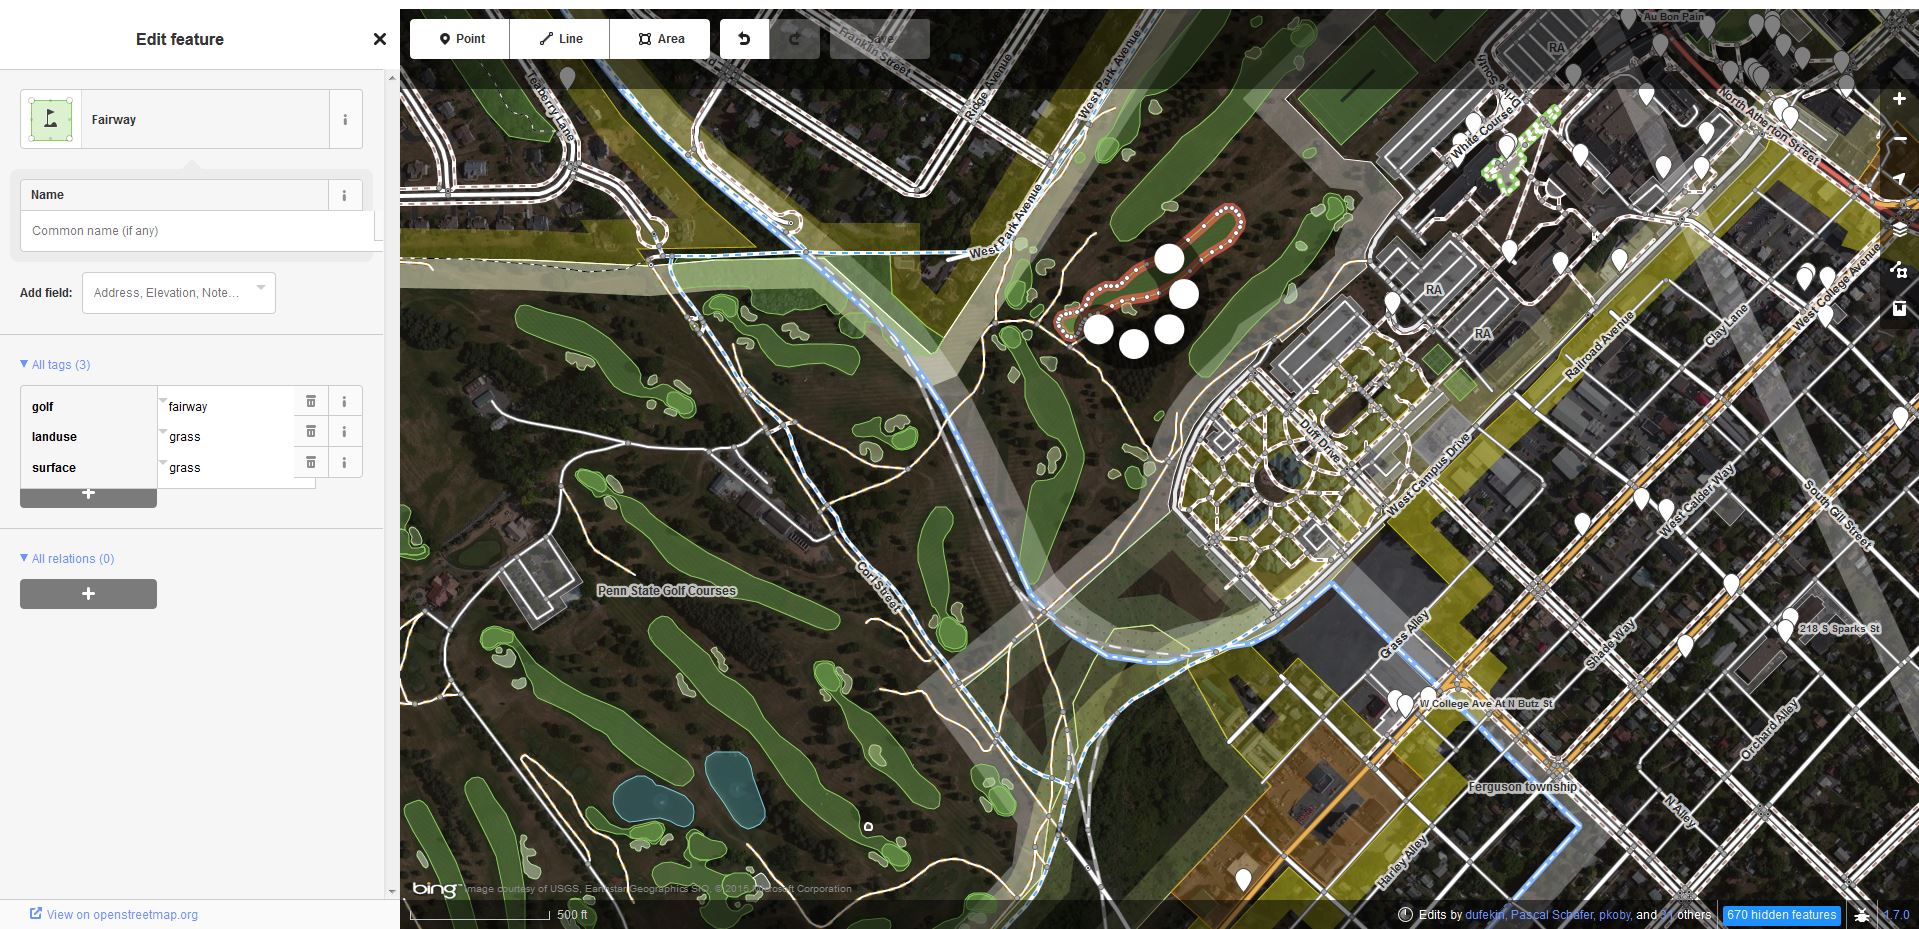 Edit feature
Fairway
Name
Common name (if any)
Add field:
Address, Elevation, Note...
All tags (3)
golf
fairway
landuse
grass
surface
grass
+
All relations (0)
+
View on openstreetmap.org
Point
Line
Area
Save
Franklin Street
Teaberry Lane
Ridge Avenue
West Park Avenue
West Park Avenue
Au Bon Pain
RA
White Course Drive
South
North Atherton Street
RA
RA
Railroad Avenue
Clay Lane
West College Avenue
Duff Drive
West Campus Drive
West Calder Way
South Gill Street
Corl Street
Penn State Golf Courses
Grass Alley
Shade Way
218 S Sparks St
W College Ave At N Butz St
Orchard Alley
Ferguson township
N Alley
Harley Alley
bing
Image courtesy of USGS, Earthstar Geographics SIO, © 2015 Microsoft Corporation
500 ft
Edits by dufekin, Pascal Schäfer, pkoby, and 31 others
670 hidden features
1.7.0